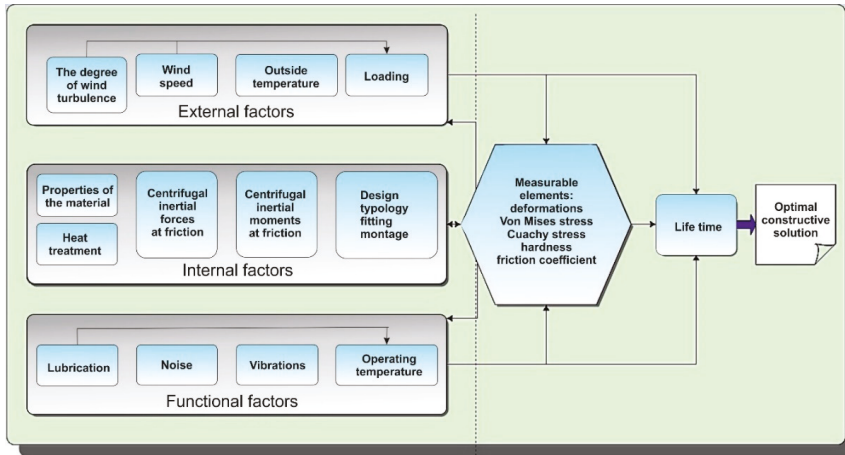 The degree
of wind
turbulence
Wind
speed
Outside
temperature
Loading
External factors
Properties of
the material
Heat
treatment
Centrifugal
inertial
forces
at friction
Centrifugal
inertial
moments
at friction
Design
typology
fitting
montage
Internal factors
Lubrication
Noise
Vibrations
Operating
temperature
Functional factors
Measurable
elements:
deformations
Von Mises stress
Cuachy stress
hardness
friction coefficient
Life time
Optimal
constructive
solution